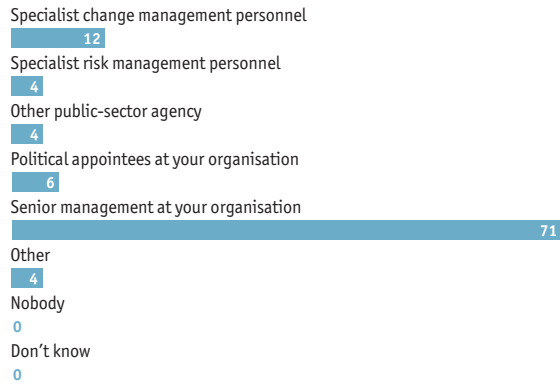 Specialist change management personnel
12
Specialist risk management personnel
4
Other public-sector agency
4
Political appointees at your organisation
6
Senior management at your organisation
71
Other
4
Nobody
0
Don’t know
0